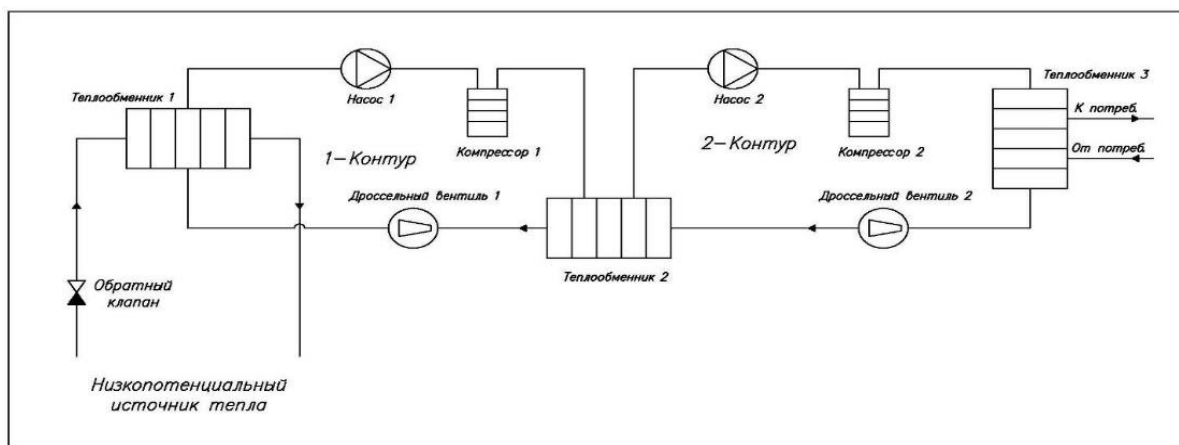 Теплообменник 1
Насос 1
Компрессор 1
1-Контур
Дроссельный вентиль 1
Обратный
клапан
Низкопотенциальный
источник тепла
Насос 2
Компрессор 2
2-Контур
Дроссельный вентиль 2
Теплообменник 2
Теплообменник 3
К потреб.
От потреб.